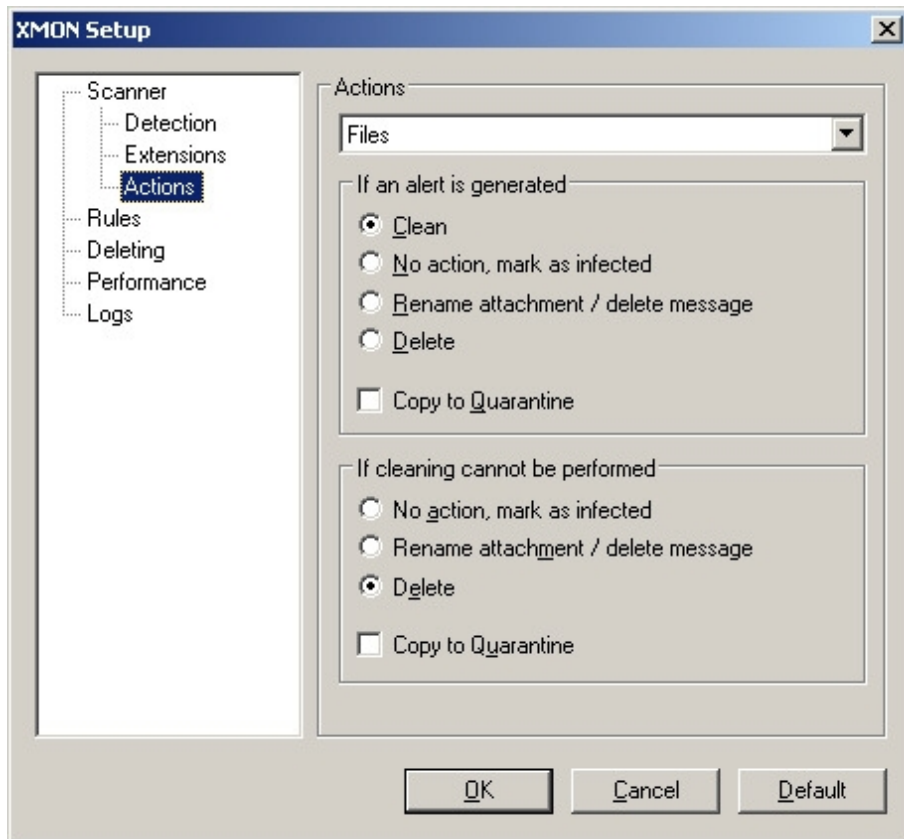 XMON Setup
Scanner
Detection
Extensions
Actions
Rules
Deleting
Performance
Logs
Actions
Files
If an alert is generated
Clean
No action, mark as infected
Rename attachment / delete message
Delete
Copy to Quarantine
If cleaning cannot be performed
No action, mark as infected
Rename attachment / delete message
Delete
Copy to Quarantine
OK
Cancel
Default